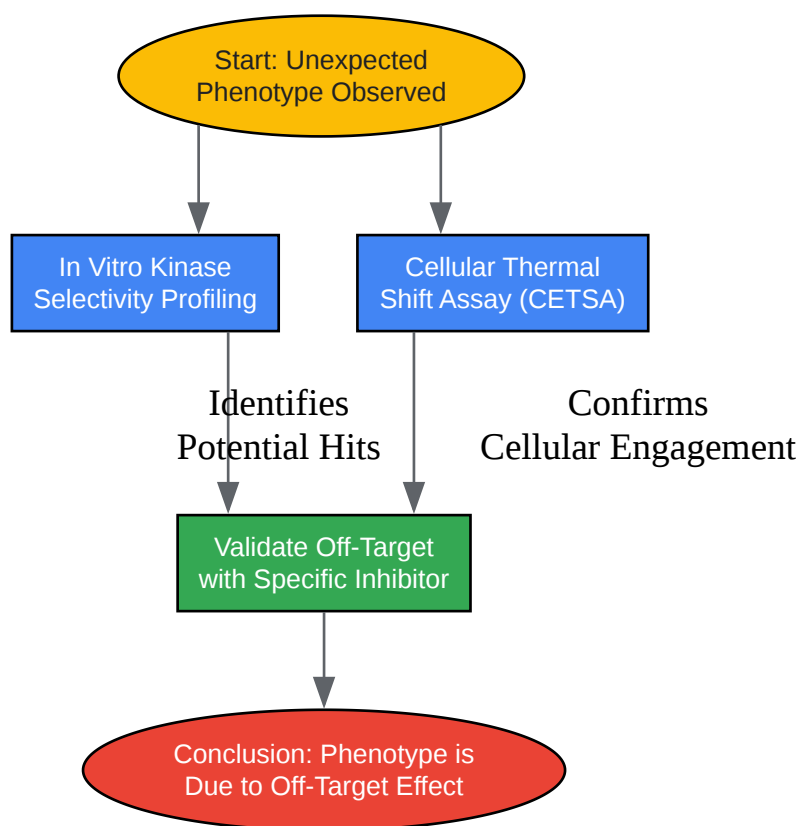 Start: Unexpected
Phenotype Observed
In Vitro Kinase
Selectivity Profiling
Cellular Thermal
Shift Assay (CETSA)
Identifies
Potential Hits
Confirms
Cellular Engagement
Validate Off-Target
with Specific Inhibitor
Conclusion: Phenotype is
Due to Off-Target Effect